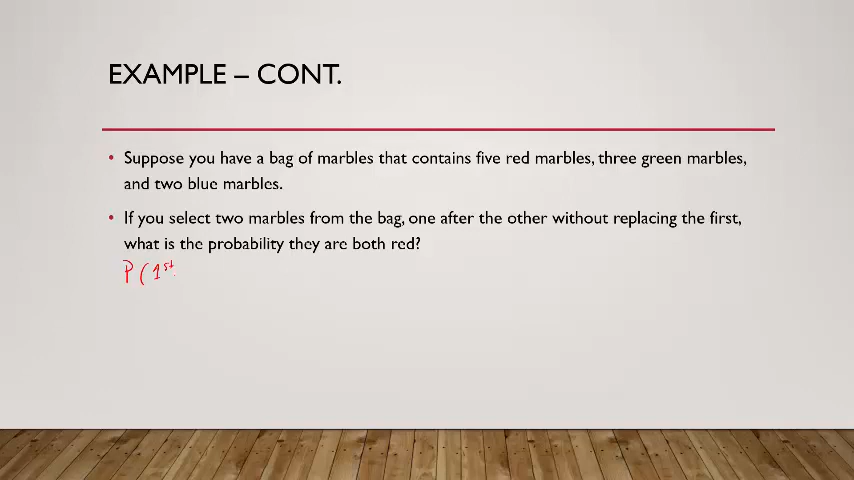 EXAMPLE – CONT.
• Suppose you have a bag of marbles that contains five red marbles, three green marbles,
and two blue marbles.
• If you select two marbles from the bag, one after the other without replacing the first,
what is the probability they are both red?
P(1st